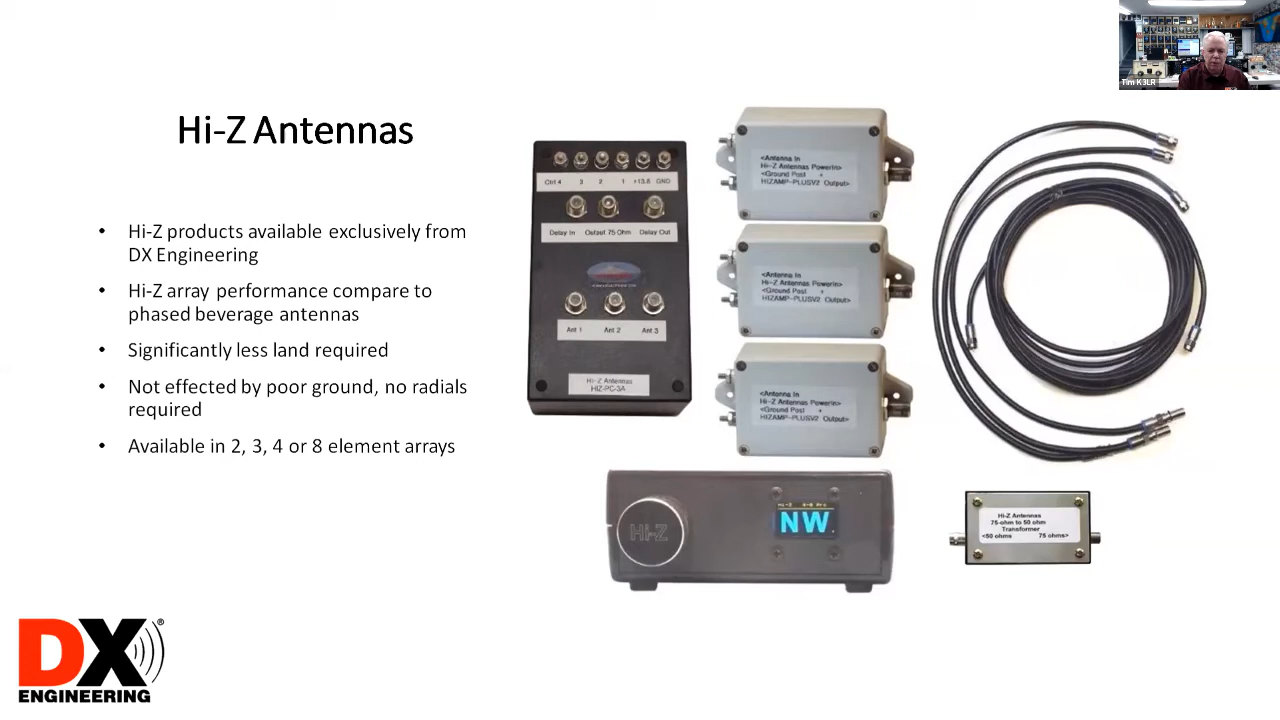 Tim K3LR
Hi-Z Antennas
Hi-Z products available exclusively from
DX Engineering
Hi-Z array performance compare to
phased beverage antennas
Significantly less land required
Not effected by poor ground, no radials
required
Available in 2, 3, 4 or 8 element arrays
Ctrl 4 3 2 1 +13.8 GND
Delay In Output 75 Ohm Delay Out
Ant 1 Ant 2 Ant 3
Hi-Z Antennas
HIZ-PC-3A
<Antenna In
Hi-Z Antennas PowerIn>
<Ground Post +
HIZAMP-PLUSV2 Output>
<Antenna In
Hi-Z Antennas PowerIn>
<Ground Post +
HIZAMP-PLUSV2 Output>
<Antenna In
Hi-Z Antennas PowerIn>
<Ground Post +
HIZAMP-PLUSV2 Output>
Hi-Z
Hi-Z
NW
Hi-Z Antennas
75-ohm to 50 ohm
Transformer
<50 ohms 75 ohms>
DX®
ENGINEERING